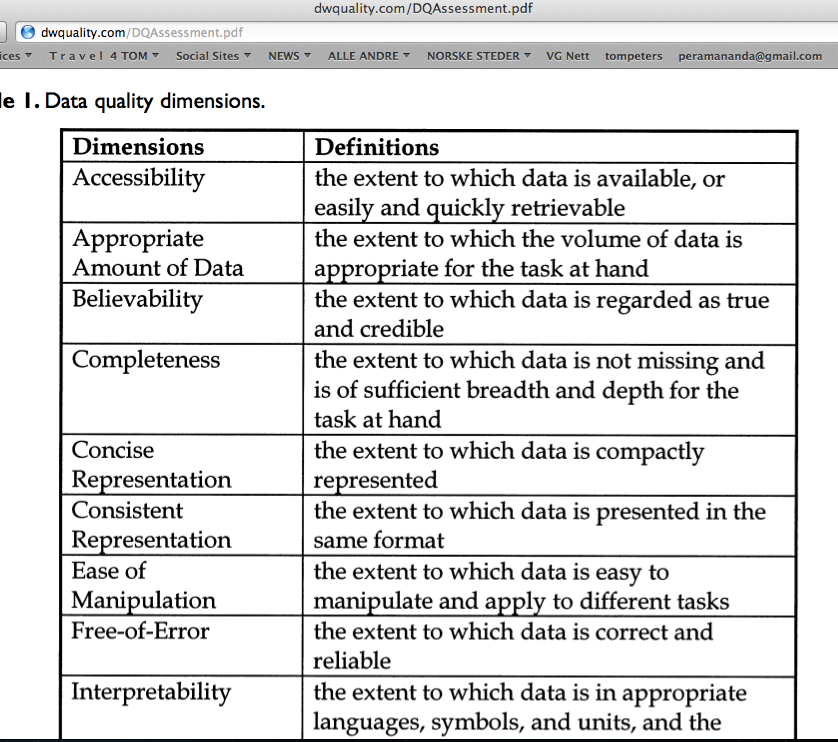 dwquality.com/DQAssessment.pdf
dwquality.com/DQAssessment.pdf
ices ▾ Travel 4 TOM ▾ Social Sites ▾ NEWS ▾ ALLE ANDRE ▾ NORSKE STEDER ▾ VG Nett tompeters peramananda@gmail.com
le 1. Data quality dimensions.
Dimensions Definitions
Accessibility the extent to which data is available, or
easily and quickly retrievable
Appropriate the extent to which the volume of data is
Amount of Data appropriate for the task at hand
Believability the extent to which data is regarded as true
and credible
Completeness the extent to which data is not missing and
is of sufficient breadth and depth for the
task at hand
Concise the extent to which data is compactly
Representation represented
Consistent the extent to which data is presented in the
Representation same format
Ease of the extent to which data is easy to
Manipulation manipulate and apply to different tasks
Free-of-Error the extent to which data is correct and
reliable
Interpretability the extent to which data is in appropriate
languages, symbols, and units, and the